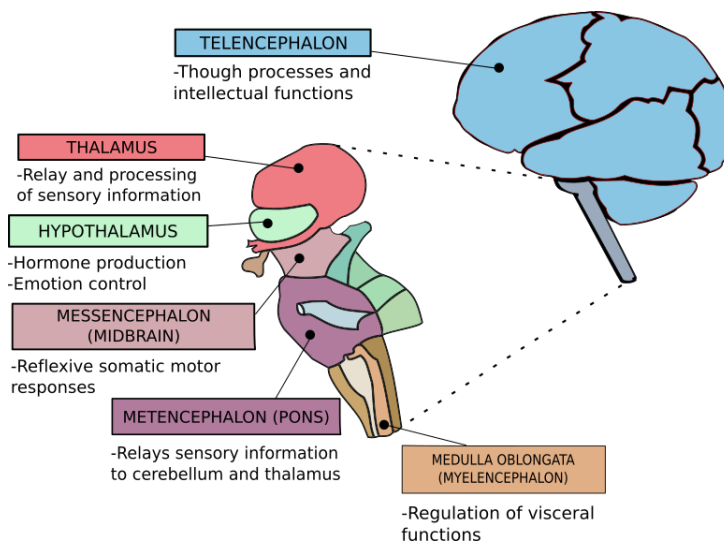 TELENCEPHALON
-Though processes and
intellectual functions
THALAMUS
-Relay and processing
of sensory information
HYPOTHALAMUS
-Hormone production
-Emotion control
MESSENCEPHALON
(MIDBRAIN)
-Reflexive somatic motor
responses
METENCEPHALON (PONS)
-Relays sensory information
to cerebellum and thalamus
MEDULLA OBLONGATA
(MYELENCEPHALON)
-Regulation of visceral
functions